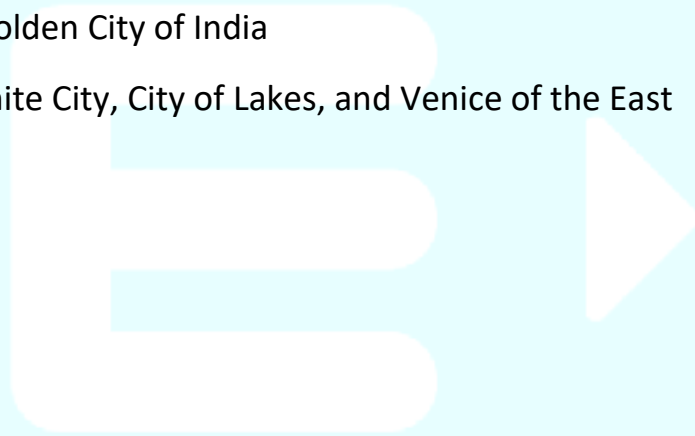 olden City of India
ite City, City of Lakes, and Venice of the East